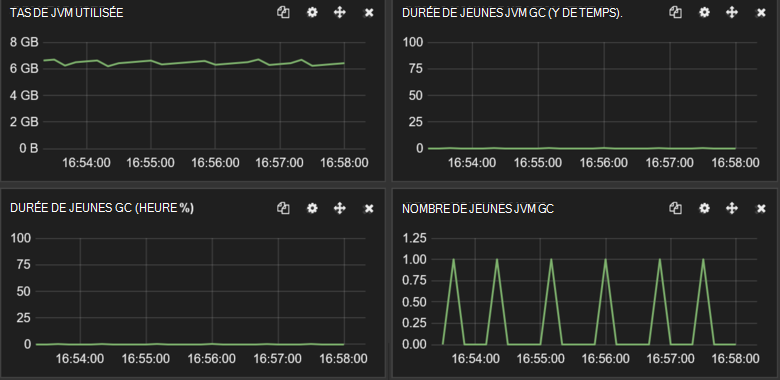 TAS DE JVM UTILISÉE
8 GB
6 GB
4 GB
2 GB
0 B
16:54:00 16:55:00 16:56:00 16:57:00 16:58:00
DURÉE DE JEUNES JVM GC (Y DE TEMPS).
100
75
50
25
0
16:54:00 16:55:00 16:56:00 16:57:00 16:58:00
DURÉE DE JEUNES GC (HEURE %)
100
75
50
25
0
16:54:00 16:55:00 16:56:00 16:57:00 16:58:00
NOMBRE DE JEUNES JVM GC
1.25
1.00
0.75
0.50
0.25
0.00
16:54:00 16:55:00 16:56:00 16:57:00 16:58:00